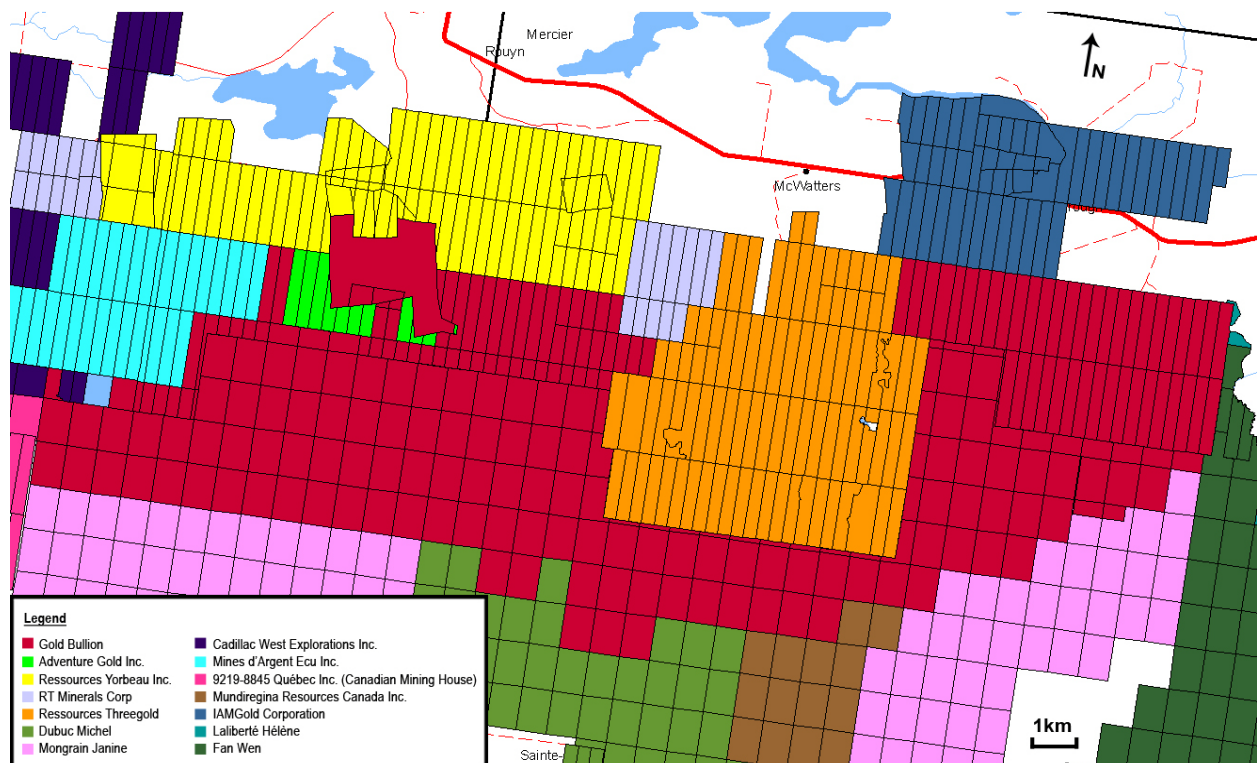 Mercier
Rouyn
N
McWatters
Legend
Gold Bullion
Adventure Gold Inc.
Ressources Yorbeau Inc.
RT Minerals Corp
Ressources Threegold
Dubuc Michel
Mongrain Janine
Cadillac West Explorations Inc.
Mines d'Argent Ecu Inc.
9219-8845 Québec Inc. (Canadian Mining House)
Mundiregina Resources Canada Inc.
IAMGold Corporation
Laliberté Hélène
Fan Wen
1km
Sainte-